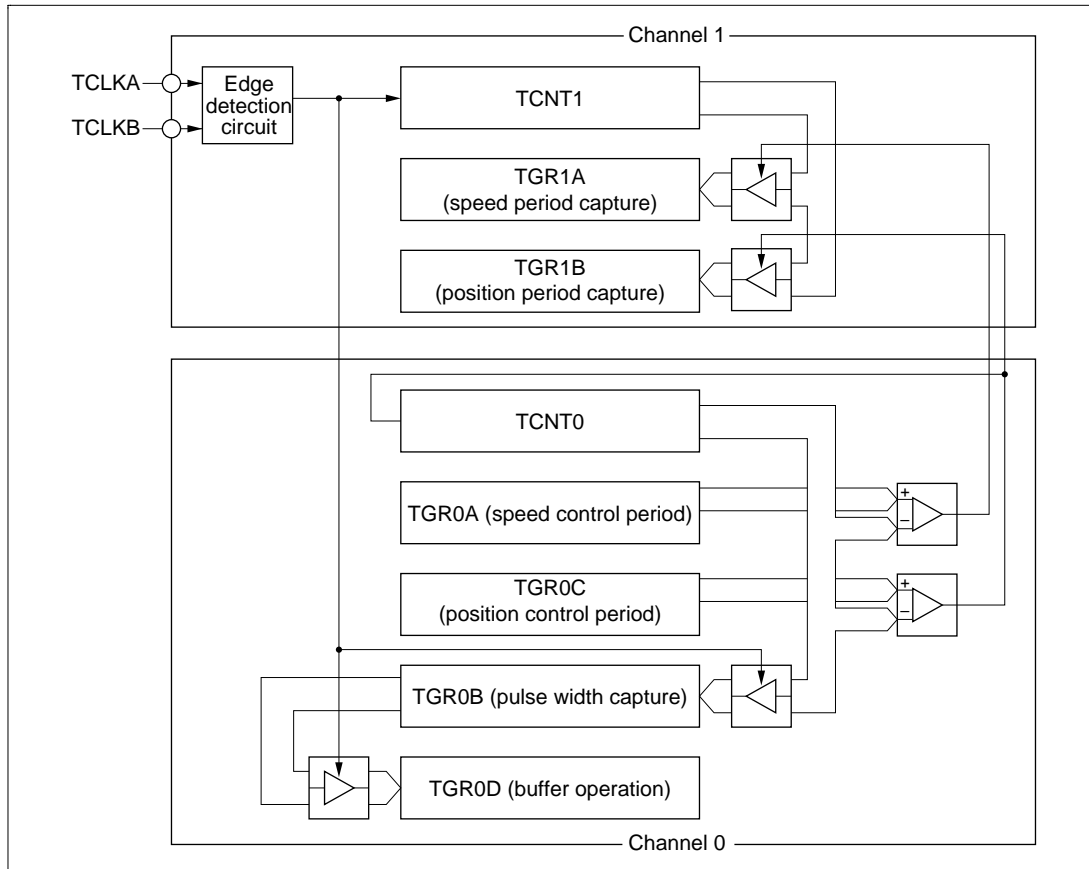 Channel 1
TCLKA
TCLKB
Edge
detection
circuit
TCNT1
TGR1A
(speed period capture)
TGR1B
(position period capture)
TCNT0
TGR0A (speed control period)
TGR0C
(position control period)
TGR0B (pulse width capture)
TGR0D (buffer operation)
+
−
+
−
Channel 0